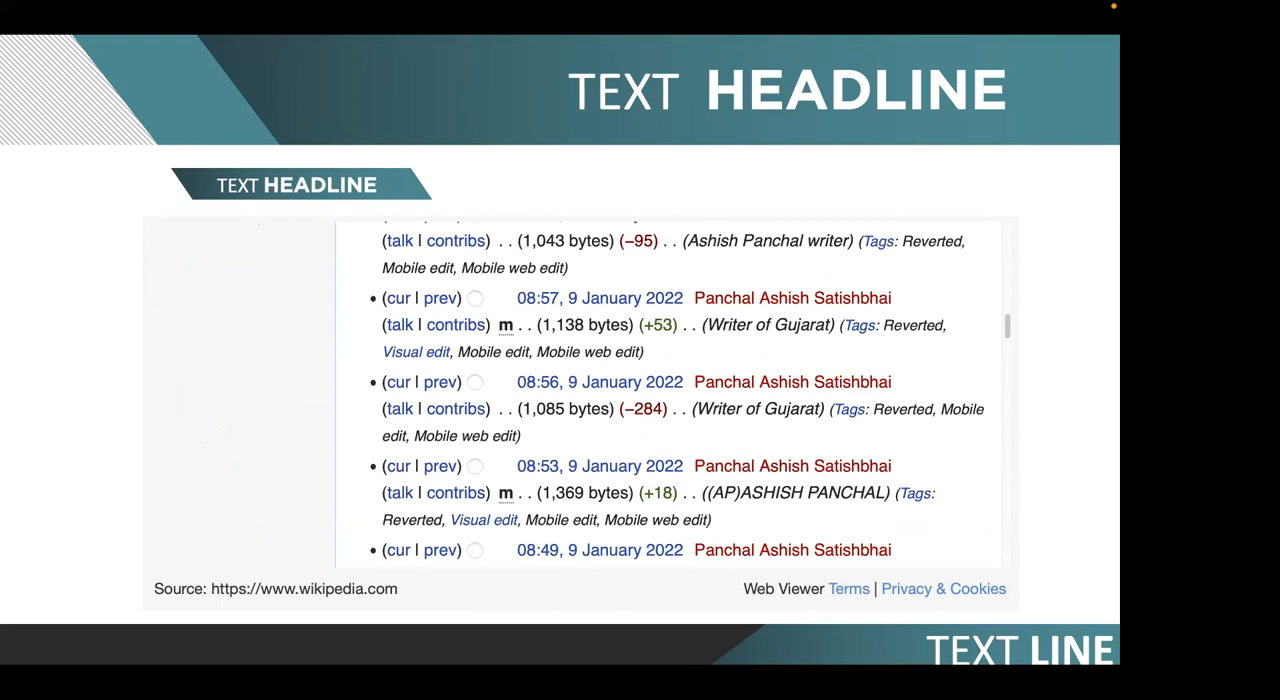 TEXT HEADLINE
TEXT HEADLINE
(talk | contribs) . . (1,043 bytes) (−95) . . (Ashish Panchal writer) (Tags: Reverted,
Mobile edit, Mobile web edit)
• (cur | prev) 08:57, 9 January 2022 Panchal Ashish Satishbhai
(talk | contribs) m . . (1,138 bytes) (+53) . . (Writer of Gujarat) (Tags: Reverted,
Visual edit, Mobile edit, Mobile web edit)
• (cur | prev) 08:56, 9 January 2022 Panchal Ashish Satishbhai
(talk | contribs) . . (1,085 bytes) (−284) . . (Writer of Gujarat) (Tags: Reverted, Mobile
edit, Mobile web edit)
• (cur | prev) 08:53, 9 January 2022 Panchal Ashish Satishbhai
(talk | contribs) m . . (1,369 bytes) (+18) . . ((AP)ASHISH PANCHAL) (Tags:
Reverted, Visual edit, Mobile edit, Mobile web edit)
• (cur | prev) 08:49, 9 January 2022 Panchal Ashish Satishbhai
Source: https://www.wikipedia.com Web Viewer Terms | Privacy & Cookies
TEXT LINE